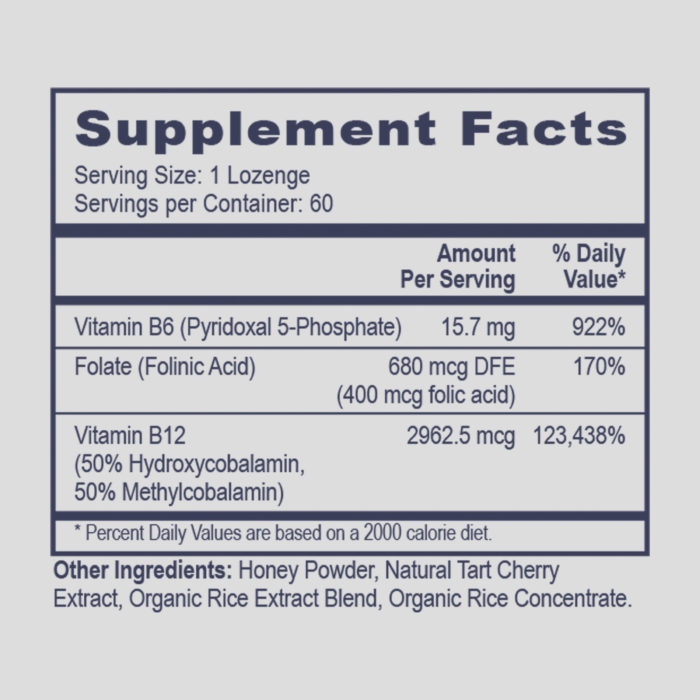 Supplement Facts
Serving Size: 1 Lozenge
Servings per Container: 60
Amount Per Serving
% Daily Value*
Vitamin B6 (Pyridoxal 5-Phosphate) 15.7 mg 922%
Folate (Folinic Acid) 680 mcg DFE 170%
(400 mcg folic acid)
Vitamin B12 2962.5 mcg 123,438%
(50% Hydroxycobalamin,
50% Methylcobalamin)
* Percent Daily Values are based on a 2000 calorie diet.
Other Ingredients: Honey Powder, Natural Tart Cherry
Extract, Organic Rice Extract Blend, Organic Rice Concentrate.